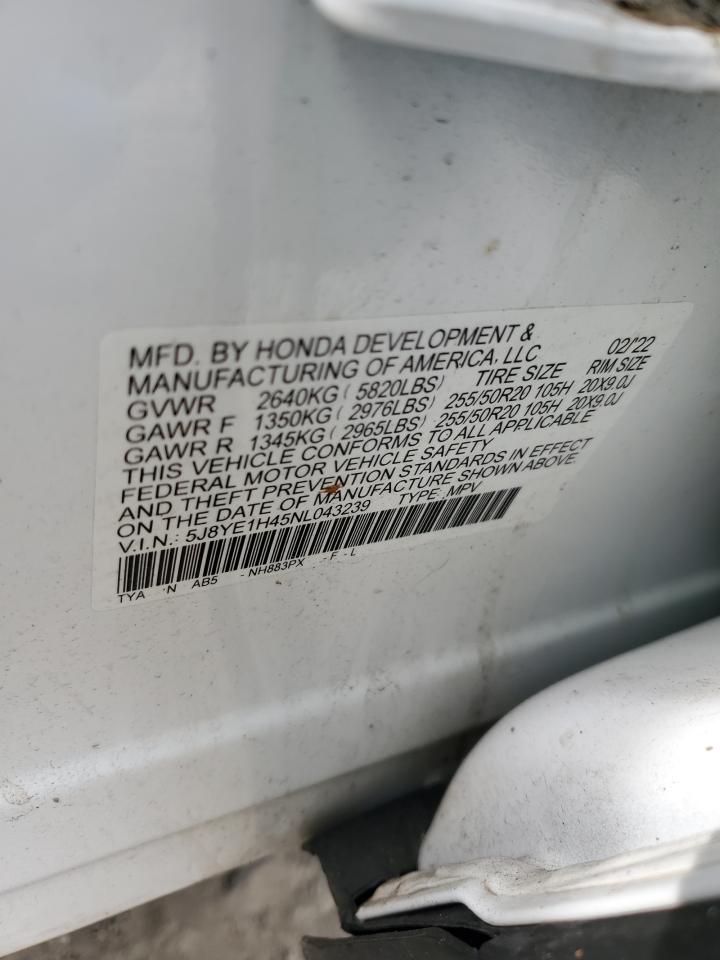 MFD. BY HONDA DEVELOPMENT &
MANUFACTURING OF AMERICA, LLC 02/'22
GVWR 2640KG ( 5820LBS) TIRE SIZE RIM SIZE
GAWR F 1350KG ( 2976LBS) 255/50R20 105H 20X9.0J
GAWR R 1345KG ( 2965LBS) 255/50R20 105H 20X9.0J
THIS VEHICLE CONFORMS TO ALL APPLICABLE
FEDERAL MOTOR VEHICLE SAFETY
AND THEFT PREVENTION STANDARDS IN EFFECT
ON THE DATE OF MANUFACTURE SHOWN ABOVE.
V.I.N.: 5J8YE1H45NL043239 TYPE: MPV
TYA -N AB5 - NH883PX - F - L